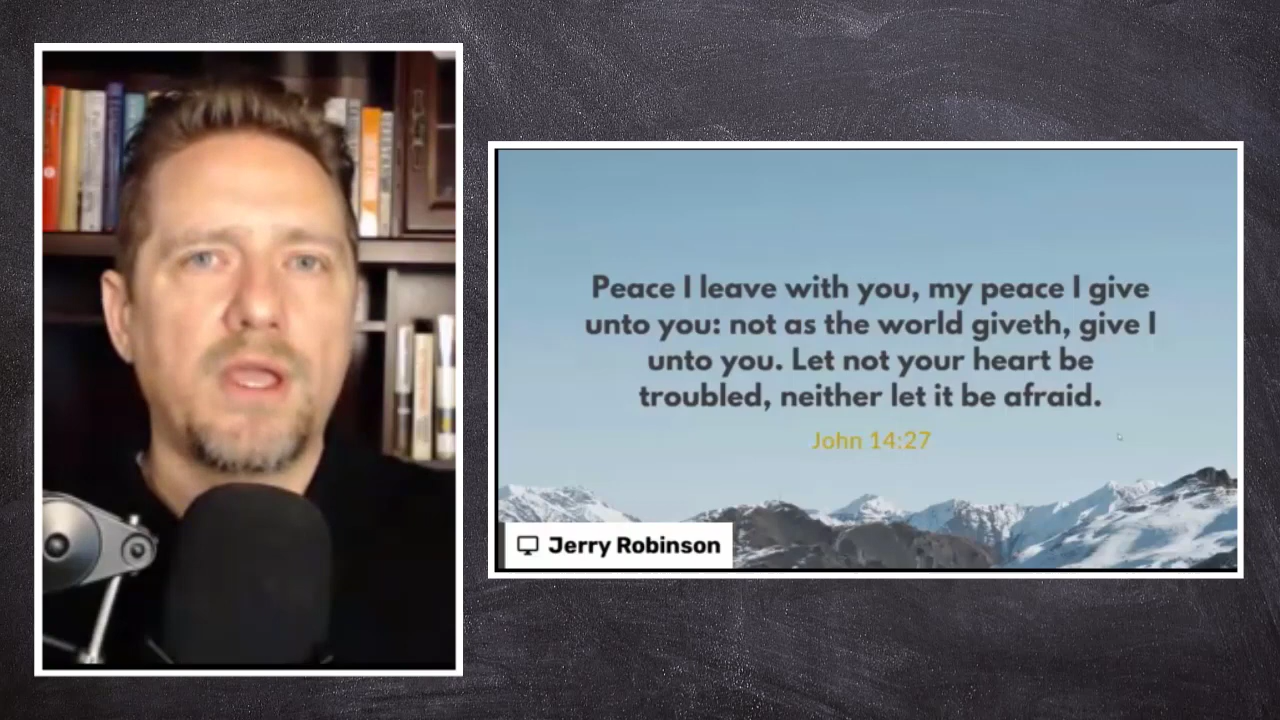 Peace I leave with you, my peace I give
unto you: not as the world giveth, give I
unto you. Let not your heart be
troubled, neither let it be afraid.
John 14:27
Jerry Robinson